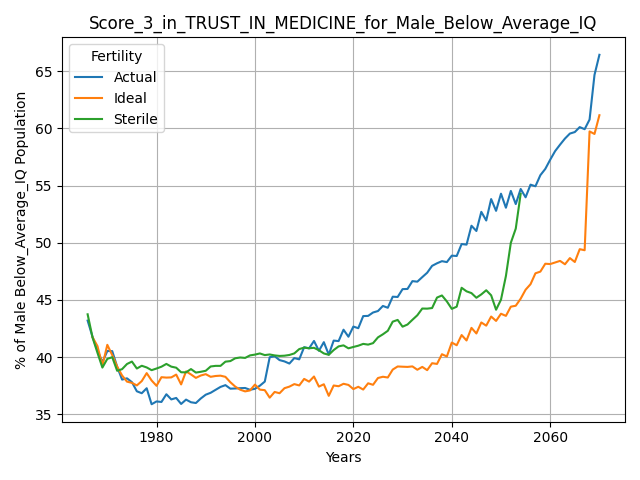 Score_3_in_TRUST_IN_MEDICINE_for_Male_Below_Average_IQ
Fertility
Actual
Ideal
Sterile
% of Male Below_Average_IQ Population
65
60
55
50
45
40
35
1980
2000
2020
2040
2060
Years